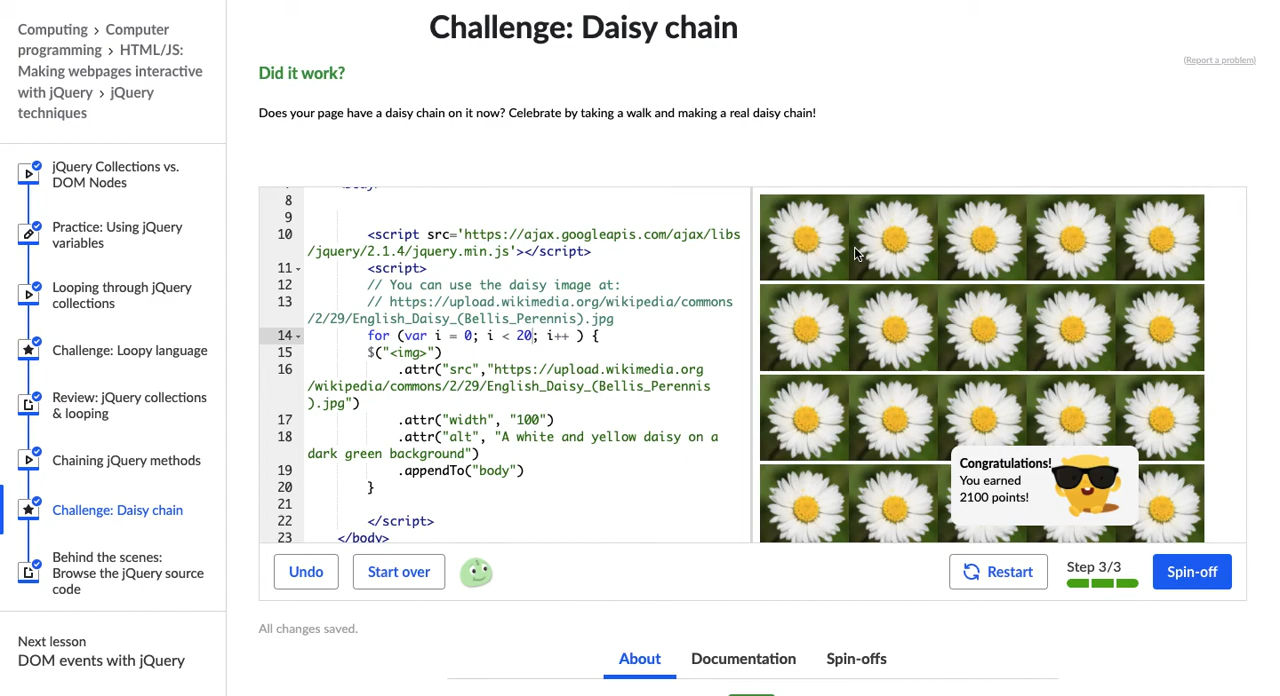 Computing › Computer
programming › HTML/JS:
Making webpages interactive
with jQuery › jQuery
techniques
jQuery Collections vs.
DOM Nodes
Practice: Using jQuery
variables
Looping through jQuery
collections
Challenge: Loopy language
Review: jQuery collections
& looping
Chaining jQuery methods
Challenge: Daisy chain
Behind the scenes:
Browse the jQuery source
code
Next lesson
DOM events with jQuery
Challenge: Daisy chain
(Report a problem)
Did it work?
Does your page have a daisy chain on it now? Celebrate by taking a walk and making a real daisy chain!
8
9
10 <script src='https://ajax.googleapis.com/ajax/libs
/jquery/2.1.4/jquery.min.js'></script>
11 <script>
12 // You can use the daisy image at:
13 // https://upload.wikimedia.org/wikipedia/commons
/2/29/English_Daisy_(Bellis_Perennis).jpg
14 for (var i = 0; i < 20; i++ ) {
15 $("<img>")
16 .attr("src","https://upload.wikimedia.org
/wikipedia/commons/2/29/English_Daisy_(Bellis_Perennis
).jpg")
17 .attr("width", "100")
18 .attr("alt", "A white and yellow daisy on a
dark green background")
19 .appendTo("body")
20 }
21
22 </script>
23 </body>
Congratulations!
You earned
2100 points!
Undo
Start over
Restart
Step 3/3
Spin-off
All changes saved.
About
Documentation
Spin-offs